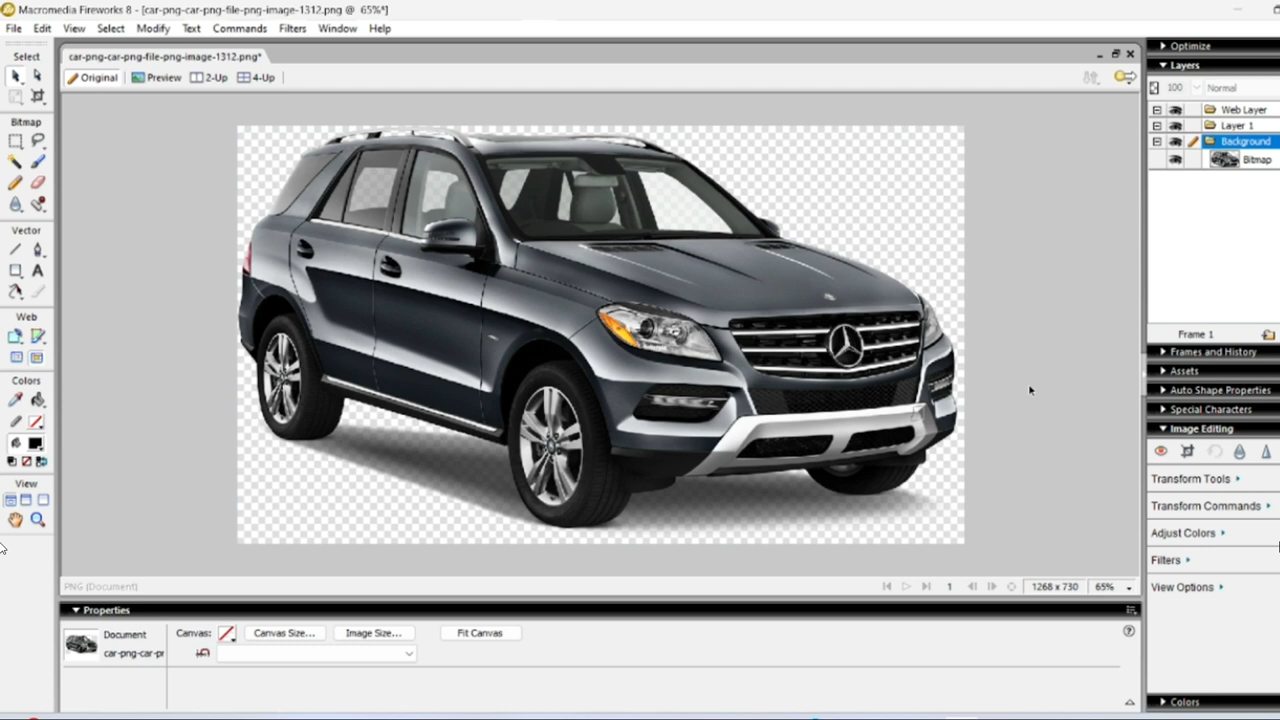 Macromedia Fireworks 8 - [car-png-car-png-file-png-image-1312.png @ 65%*]
File Edit View Select Modify Text Commands Filters Window Help
Select
Bitmap
Vector
Web
Colors
View
car-png-car-png-file-png-image-1312.png*
Original Preview 2-Up 4-Up
PNG (Document)
1 1268 x 730 65%
Properties
Document
car-png-car-pr
Canvas: Canvas Size... Image Size... Fit Canvas
Optimize
Layers
100 Normal
Web Layer
Layer 1
Background
Bitmap
Frame 1
Frames and History
Assets
Auto Shape Properties
Special Characters
Image Editing
Transform Tools
Transform Commands
Adjust Colors
Filters
View Options
Colors